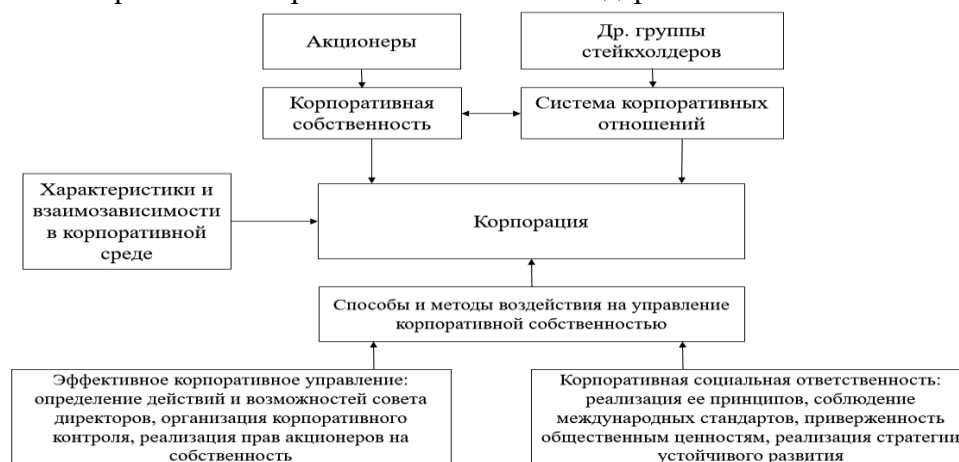 Акционеры
Др. группы
стейкхолдеров
Корпоративная
собственность
Система корпоративных
отношений
Характеристики и
взаимозависимости
в корпоративной
среде
Корпорация
Способы и методы воздействия на управление
корпоративной собственностью
Эффективное корпоративное управление:
определение действий и возможностей совета
директоров, организация корпоративного
контроля, реализация прав акционеров на
собственность
Корпоративная социальная ответственность:
реализация ее принципов, соблюдение
международных стандартов, приверженность
общественным ценностям, реализация стратегии
устойчивого развития